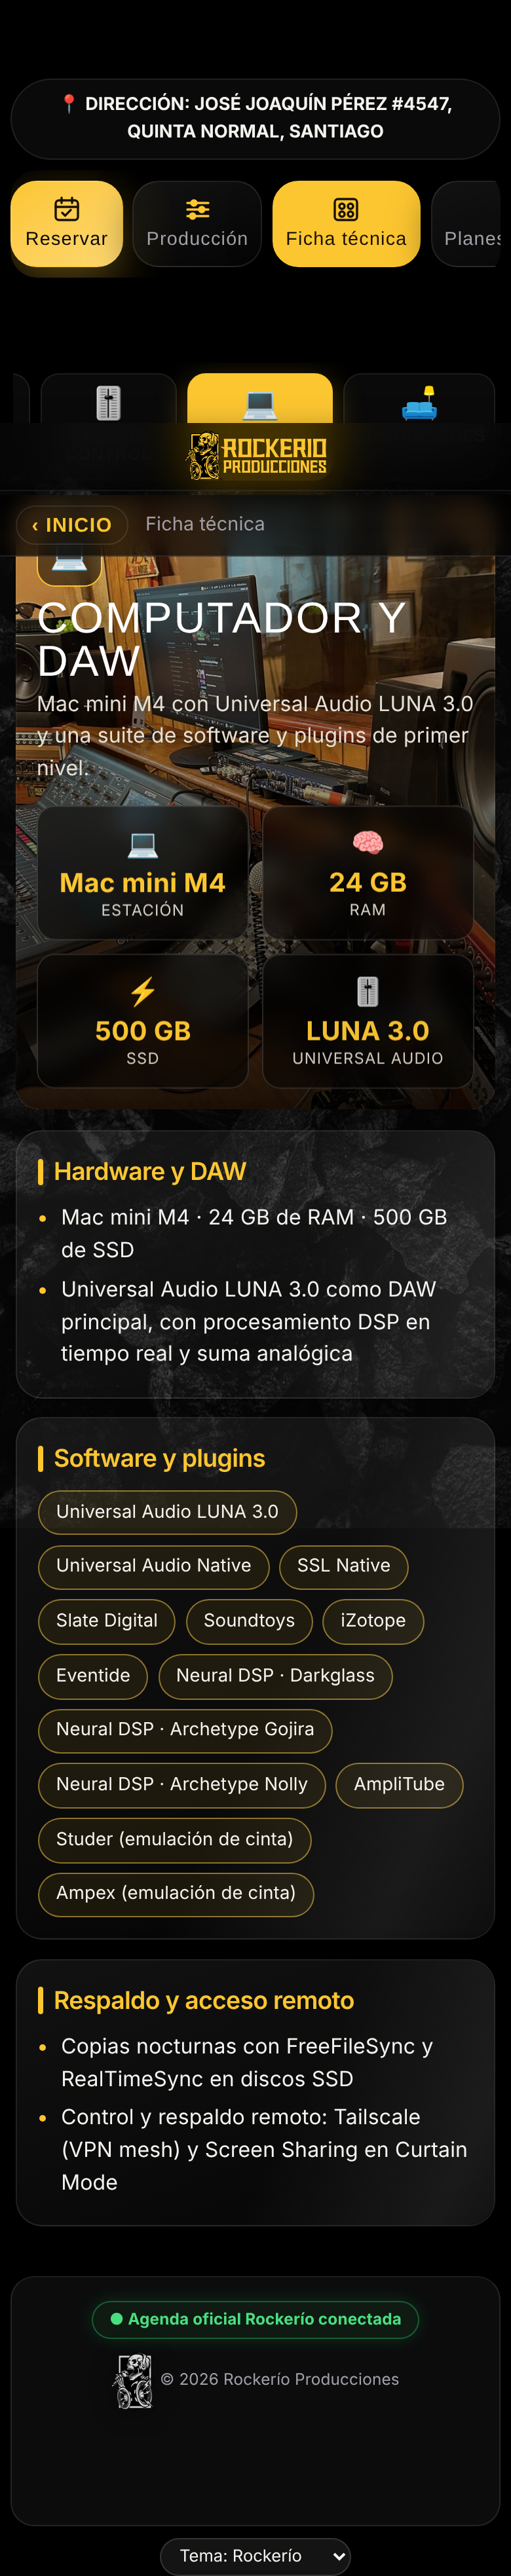 DIRECCIÓN: JOSÉ JOAQUÍN PÉREZ #4547,
QUINTA NORMAL, SANTIAGO
Reservar
Producción
Ficha técnica
Planes
ROCKERIO
PRODUCCIONES
‹ INICIO
Ficha técnica
COMPUTADOR Y
DAW
Mac mini M4 con Universal Audio LUNA 3.0
y una suite de software y plugins de primer
nivel.
Mac mini M4
ESTACIÓN
24 GB
RAM
500 GB
SSD
LUNA 3.0
UNIVERSAL AUDIO
Hardware y DAW
• Mac mini M4 · 24 GB de RAM · 500 GB
de SSD
• Universal Audio LUNA 3.0 como DAW
principal, con procesamiento DSP en
tiempo real y suma analógica
Software y plugins
Universal Audio LUNA 3.0
Universal Audio Native
SSL Native
Slate Digital
Soundtoys
iZotope
Eventide
Neural DSP · Darkglass
Neural DSP · Archetype Gojira
Neural DSP · Archetype Nolly
AmpliTube
Studer (emulación de cinta)
Ampex (emulación de cinta)
Respaldo y acceso remoto
• Copias nocturnas con FreeFileSync y
RealTimeSync en discos SSD
• Control y respaldo remoto: Tailscale
(VPN mesh) y Screen Sharing en Curtain
Mode
Agenda oficial Rockerío conectada
© 2026 Rockerío Producciones
Tema: Rockerío